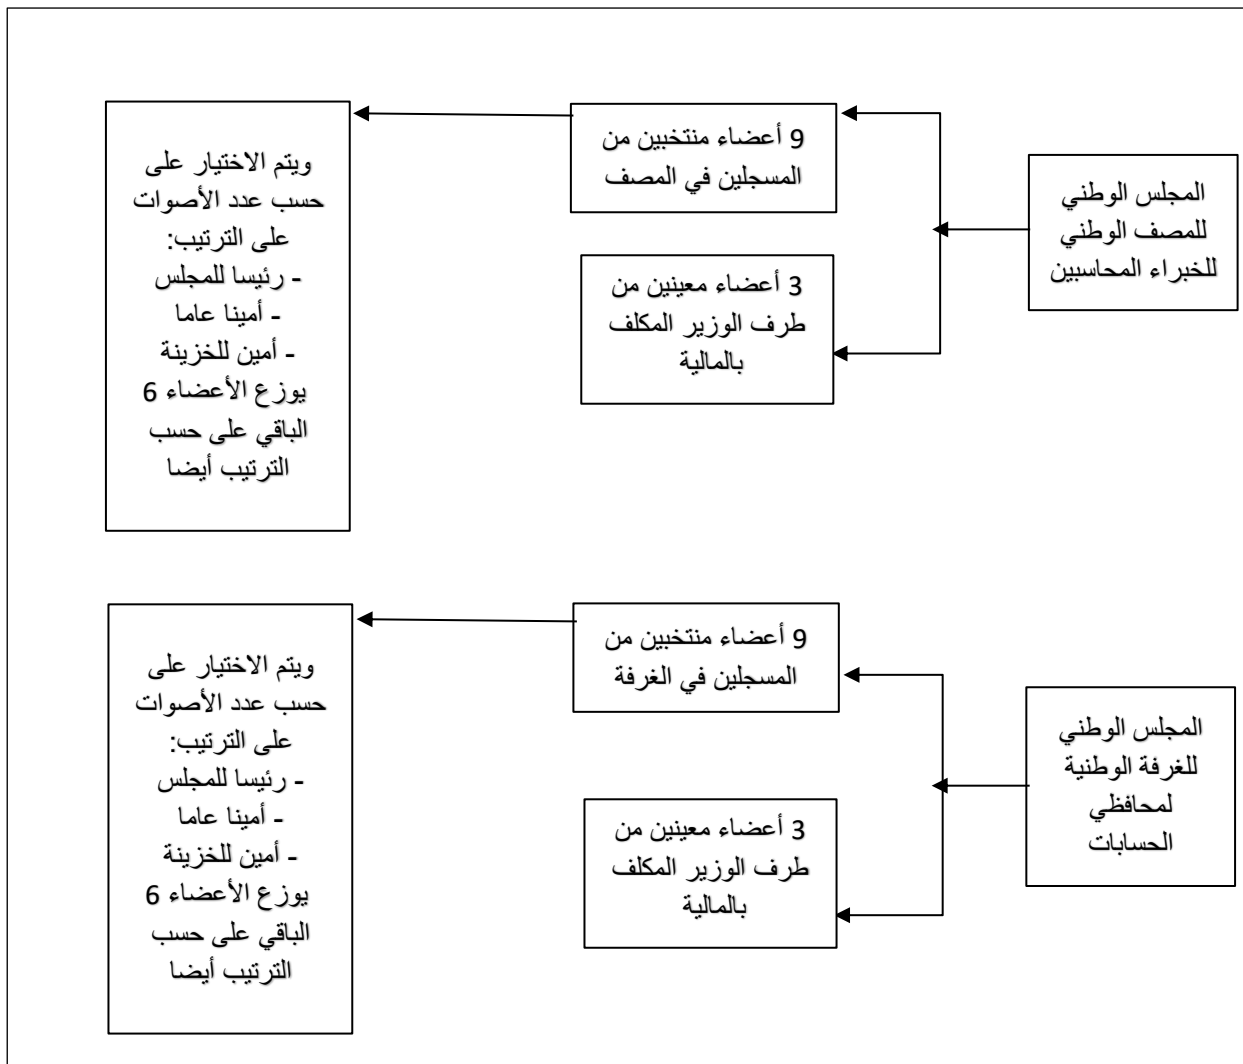 المجلس الوطني
للمصف الوطني
للخبراء المحاسبين
9 أعضاء منتخبين من
المسجلين في المصف
3 أعضاء معينين من
طرف الوزير المكلف
بالمالية
ويتم الاختيار على
حسب عدد الأصوات
على الترتيب:
- رئيسا للمجلس
- أمينا عاما
- أمين للخزينة
يوزع الأعضاء 6
الباقي على حسب
الترتيب أيضا
المجلس الوطني
للغرفة الوطنية
لمحافظي
الحسابات
9 أعضاء منتخبين من
المسجلين في الغرفة
3 أعضاء معينين من
طرف الوزير المكلف
بالمالية
ويتم الاختيار على
حسب عدد الأصوات
على الترتيب:
- رئيسا للمجلس
- أمينا عاما
- أمين للخزينة
يوزع الأعضاء 6
الباقي على حسب
الترتيب أيضا